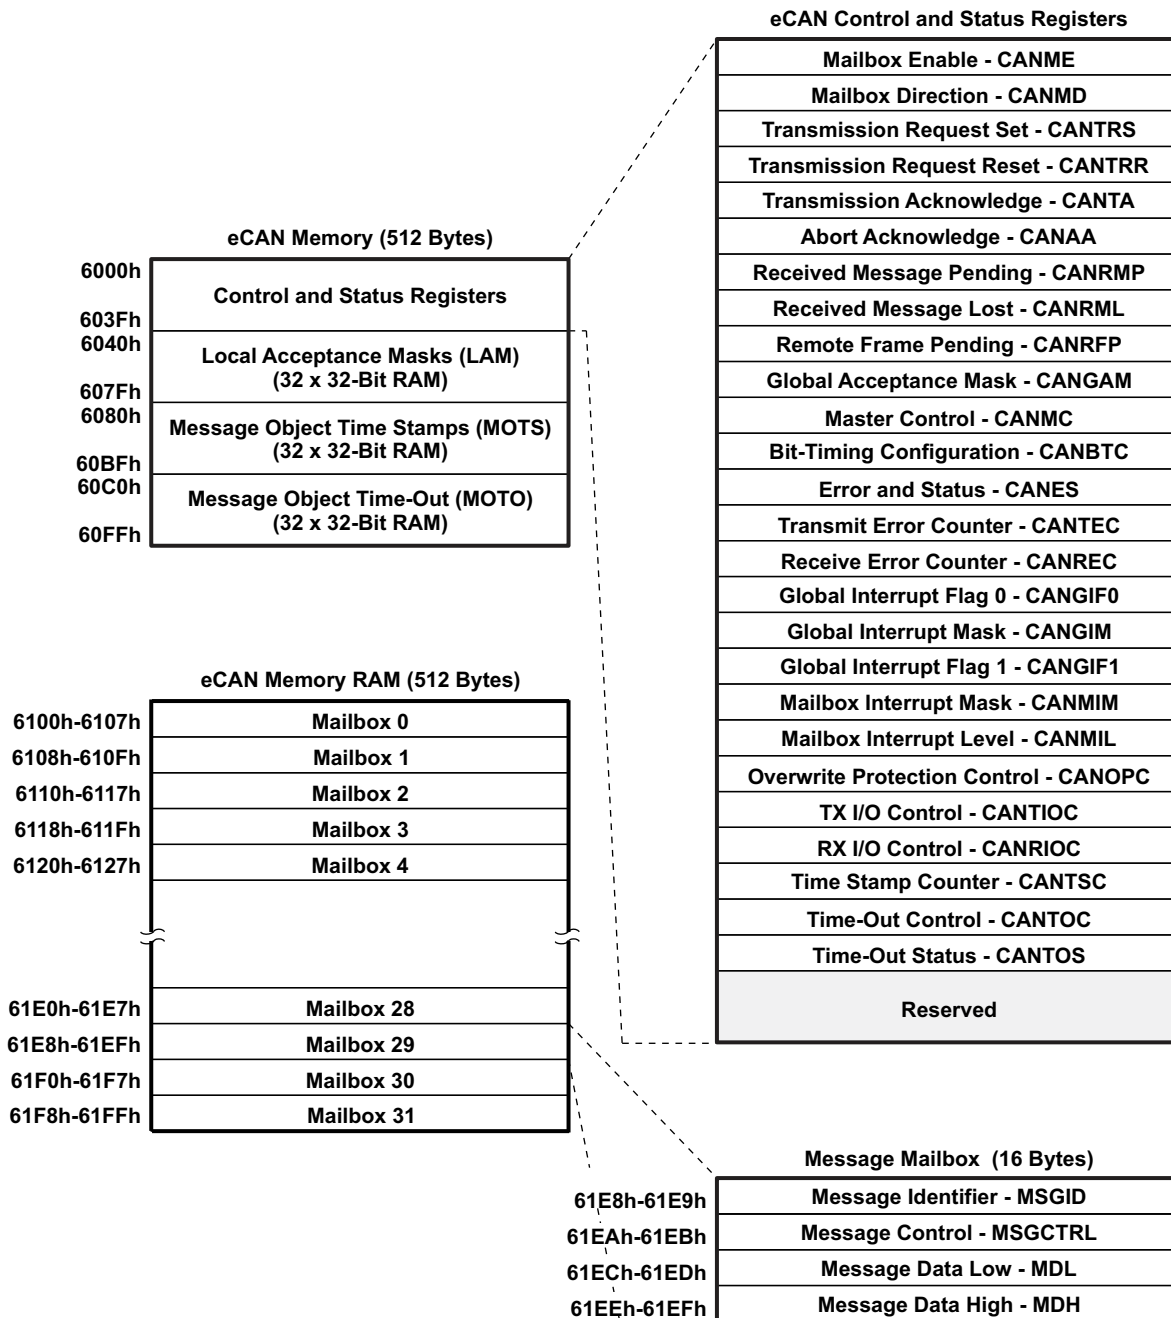 eCAN Control and Status Registers
Mailbox Enable - CANME
Mailbox Direction - CANMD
Transmission Request Set - CANTRS
Transmission Request Reset - CANTRR
Transmission Acknowledge - CANTA
Abort Acknowledge - CANAA
Received Message Pending - CANRMP
Received Message Lost - CANRML
Remote Frame Pending - CANRFP
Global Acceptance Mask - CANGAM
Master Control - CANMC
Bit-Timing Configuration - CANBTC
Error and Status - CANES
Transmit Error Counter - CANTEC
Receive Error Counter - CANREC
Global Interrupt Flag 0 - CANGIF0
Global Interrupt Mask - CANGIM
Global Interrupt Flag 1 - CANGIF1
Mailbox Interrupt Mask - CANMIM
Mailbox Interrupt Level - CANMIL
Overwrite Protection Control - CANOPC
TX I/O Control - CANTIOC
RX I/O Control - CANRIOC
Time Stamp Counter - CANTSC
Time-Out Control - CANTOC
Time-Out Status - CANTOS
Reserved
eCAN Memory (512 Bytes)
6000h
Control and Status Registers
603Fh
6040h
Local Acceptance Masks (LAM)
(32 x 32-Bit RAM)
607Fh
6080h
Message Object Time Stamps (MOTS)
(32 x 32-Bit RAM)
60BFh
60C0h
Message Object Time-Out (MOTO)
(32 x 32-Bit RAM)
60FFh
eCAN Memory RAM (512 Bytes)
6100h-6107h Mailbox 0
6108h-610Fh Mailbox 1
6110h-6117h Mailbox 2
6118h-611Fh Mailbox 3
6120h-6127h Mailbox 4
61E0h-61E7h Mailbox 28
61E8h-61EFh Mailbox 29
61F0h-61F7h Mailbox 30
61F8h-61FFh Mailbox 31
Message Mailbox (16 Bytes)
61E8h-61E9h Message Identifier - MSGID
61EAh-61EBh Message Control - MSGCTRL
61ECh-61EDh Message Data Low - MDL
61EEh-61EFh Message Data High - MDH